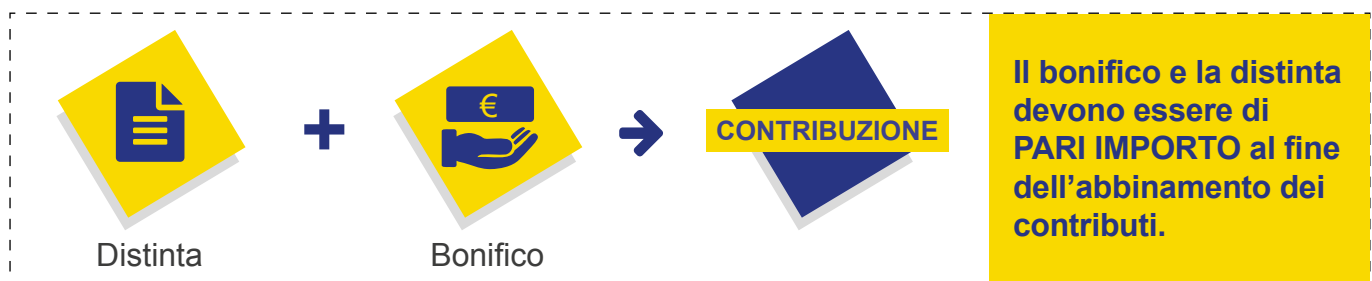 Distinta
+
€
Bonifico
CONTRIBUZIONE
Il bonifico e la distinta
devono essere di
PARI IMPORTO al fine
dell’abbinamento dei
contributi.